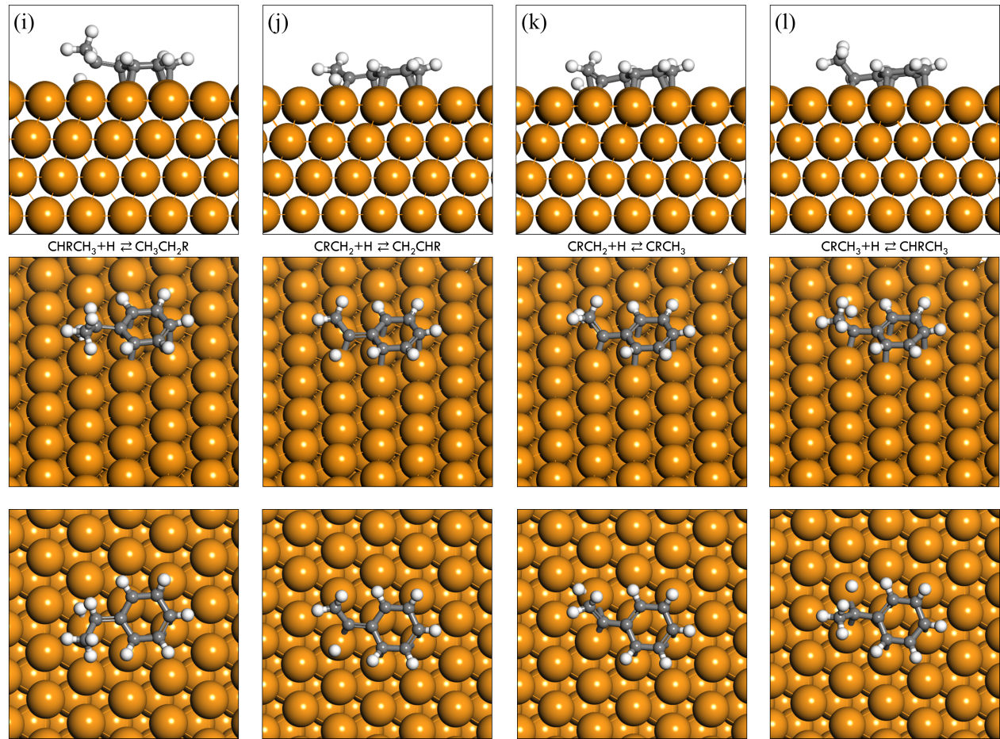 (i) (j) (k) (l)
CHRCH₃+H ⇄ CH₃CH₂R CRCH₂+H ⇄ CH₂CHR CRCH₂+H ⇄ CRCH₃ CRCH₃+H ⇄ CHRCH₃